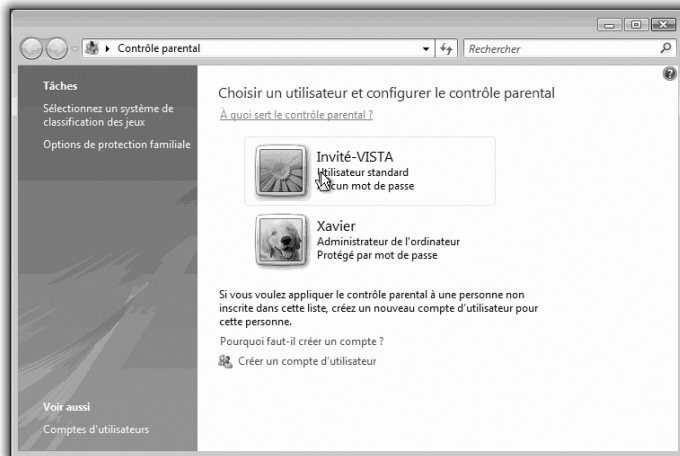 Contrôle parental
Rechercher
Tâches
Sélectionnez un système de
classification des jeux
Options de protection familiale
Choisir un utilisateur et configurer le contrôle parental
À quoi sert le contrôle parental ?
Invité-VISTA
Utilisateur standard
Aucun mot de passe
Xavier
Administrateur de l'ordinateur
Protégé par mot de passe
Si vous voulez appliquer le contrôle parental à une personne non
inscrite dans cette liste, créez un nouveau compte d'utilisateur pour
cette personne.
Pourquoi faut-il créer un compte ?
Créer un compte d'utilisateur
Voir aussi
Comptes d'utilisateurs